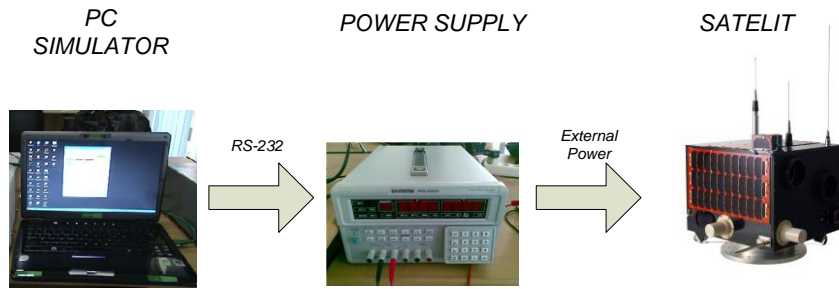 PC
SIMULATOR
POWER SUPPLY
SATELIT
RS-232
External
Power